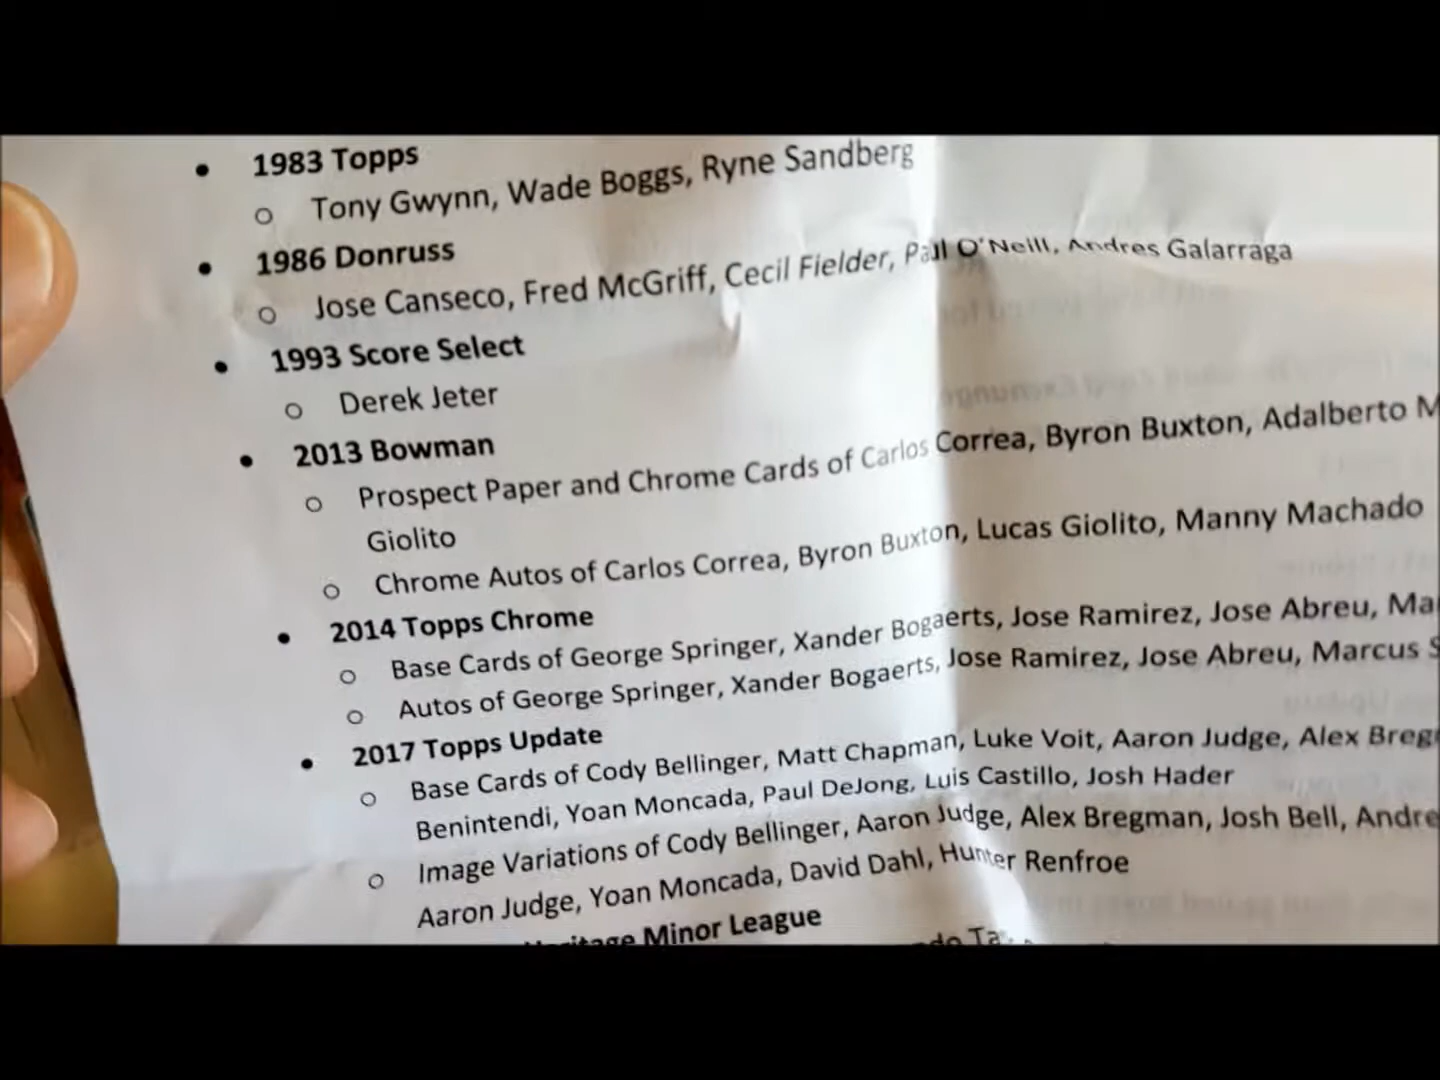 1983 Topps
Tony Gwynn, Wade Boggs, Ryne Sandberg
1986 Donruss
Jose Canseco, Fred McGriff, Cecil Fielder, Paul O'Neill, Andres Galarraga
1993 Score Select
Derek Jeter
2013 Bowman
Prospect Paper and Chrome Cards of Carlos Correa, Byron Buxton, Adalberto M
Giolito
Chrome Autos of Carlos Correa, Byron Buxton, Lucas Giolito, Manny Machado
2014 Topps Chrome
Base Cards of George Springer, Xander Bogaerts, Jose Ramirez, Jose Abreu, Ma
Autos of George Springer, Xander Bogaerts, Jose Ramirez, Jose Abreu, Marcus S
2017 Topps Update
Base Cards of Cody Bellinger, Matt Chapman, Luke Voit, Aaron Judge, Alex Breg
Benintendi, Yoan Moncada, Paul DeJong, Luis Castillo, Josh Hader
Image Variations of Cody Bellinger, Aaron Judge, Alex Bregman, Josh Bell, Andre
Aaron Judge, Yoan Moncada, David Dahl, Hunter Renfroe
Heritage Minor League